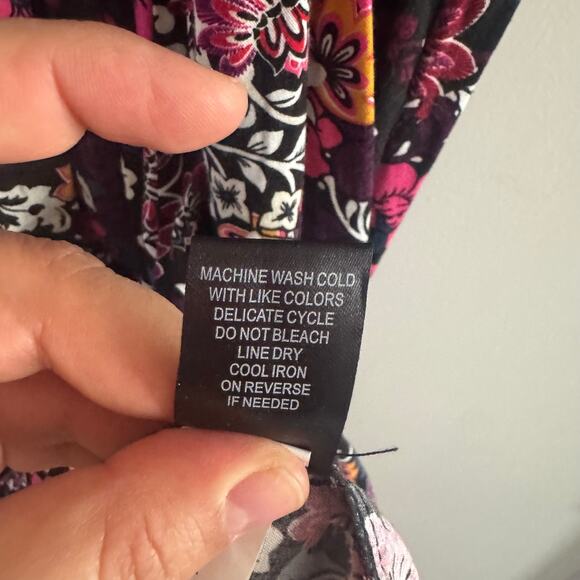 MACHINE WASH COLD
WITH LIKE COLORS
DELICATE CYCLE
DO NOT BLEACH
LINE DRY
COOL IRON
ON REVERSE
IF NEEDED